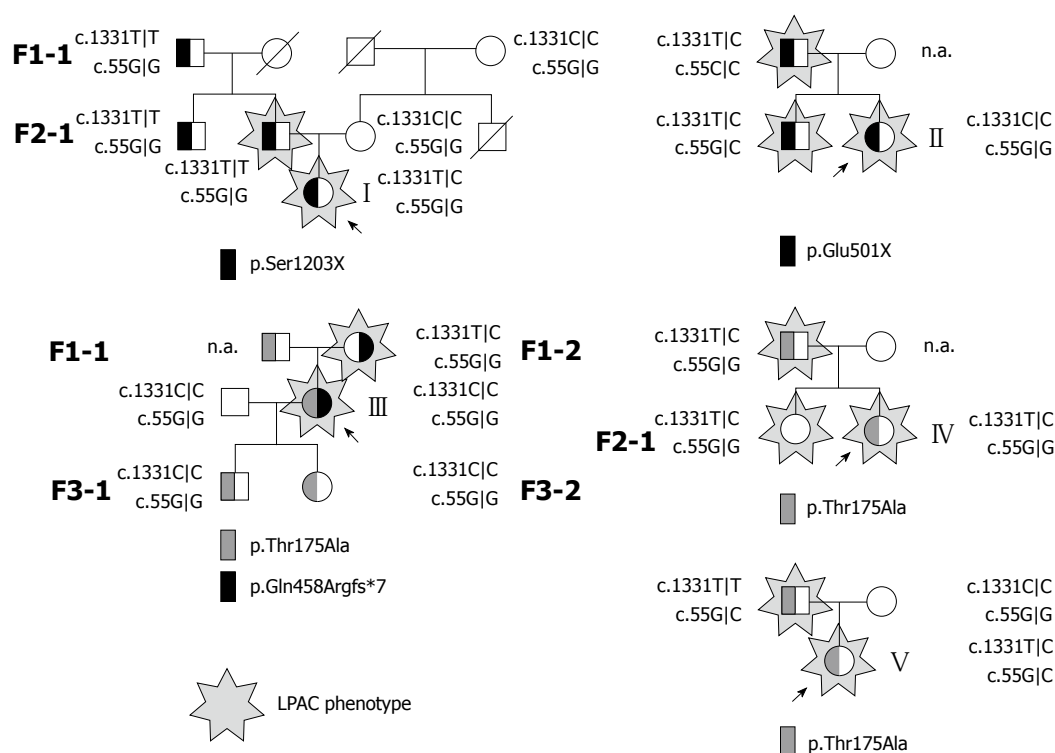 F1-1
c.1331T|T
c.55G|G
c.1331C|C
c.55G|G
F2-1
c.1331T|T
c.55G|G
c.1331T|T
c.55G|G
c.1331C|C
c.55G|G
I
c.1331T|C
c.55G|G
p.Ser1203X
c.1331T|C
c.55C|C
n.a.
c.1331T|C
c.55G|C
II
c.1331C|C
c.55G|G
p.Glu501X
F1-1
n.a.
c.1331T|C
c.55G|G
c.1331C|C
c.55G|G
III
c.1331C|C
c.55G|G
F3-1
c.1331C|C
c.55G|G
c.1331C|C
c.55G|G
p.Thr175Ala
p.Gln458Argfs*7
F1-2
c.1331T|C
c.55G|G
n.a.
F2-1
c.1331T|C
c.55G|G
IV
c.1331T|C
c.55G|G
F3-2
p.Thr175Ala
c.1331T|T
c.55G|C
c.1331C|C
c.55G|G
V
c.1331T|C
c.55G|C
p.Thr175Ala
LPAC phenotype